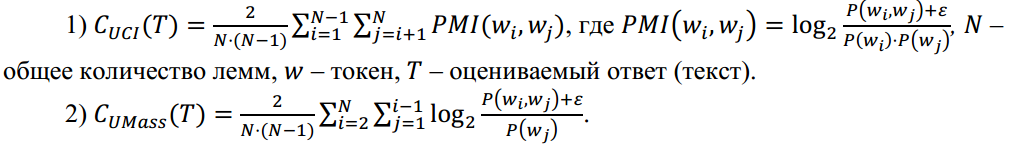 1) $C_{UCI}(T) = \frac{2}{N \cdot (N-1)} \sum_{i=1}^{N-1} \sum_{j=i+1}^{N} PMI(w_i, w_j)$, где $PMI(w_i, w_j) = \log_2 \frac{P(w_i, w_j) + \varepsilon}{P(w_i) \cdot P(w_j)}$, $N$ –
общее количество лемм, $w$ – токен, $T$ – оцениваемый ответ (текст).
2) $C_{UMass}(T) = \frac{2}{N \cdot (N-1)} \sum_{i=2}^{N} \sum_{j=1}^{i-1} \log_2 \frac{P(w_i, w_j) + \varepsilon}{P(w_j)}$.